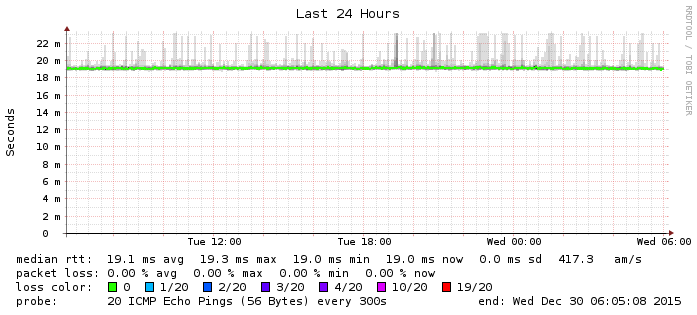 Last 24 Hours
RRDTOOL / TOBI OETIKER
Seconds
22 m
20 m
18 m
16 m
14 m
12 m
10 m
8 m
6 m
4 m
2 m
0
Tue 12:00 Tue 18:00 Wed 00:00 Wed 06:00
median rtt: 19.1 ms avg 19.3 ms max 19.0 ms min 19.0 ms now 0.0 ms sd 417.3 am/s
packet loss: 0.00 % avg 0.00 % max 0.00 % min 0.00 % now
loss color: 0 1/20 2/20 3/20 4/20 10/20 19/20
probe: 20 ICMP Echo Pings (56 Bytes) every 300s end: Wed Dec 30 06:05:08 2015